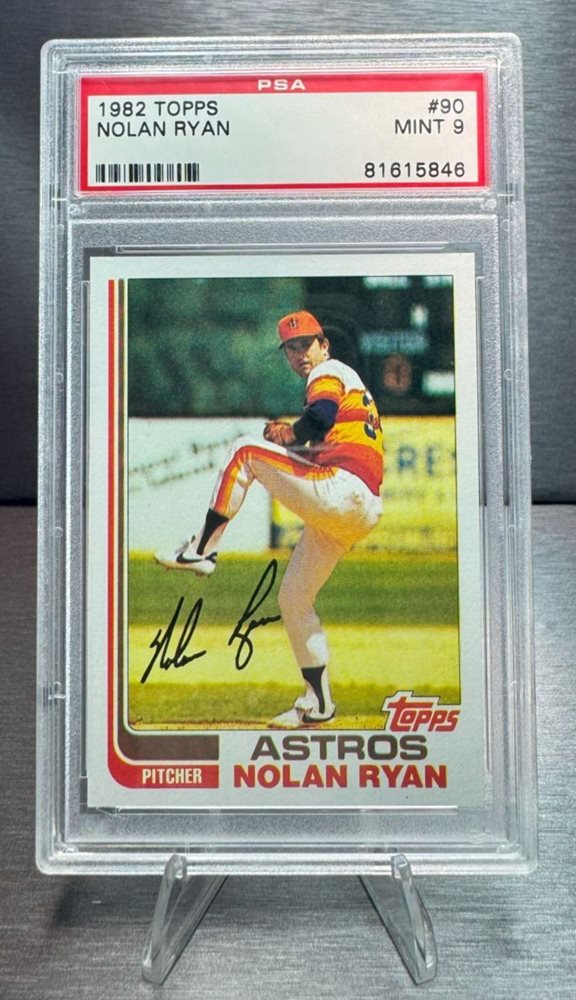 PSA
1982 TOPPS #90
NOLAN RYAN MINT 9
81615846
Nolan Ryan
TOPPS
ASTROS
PITCHER NOLAN RYAN